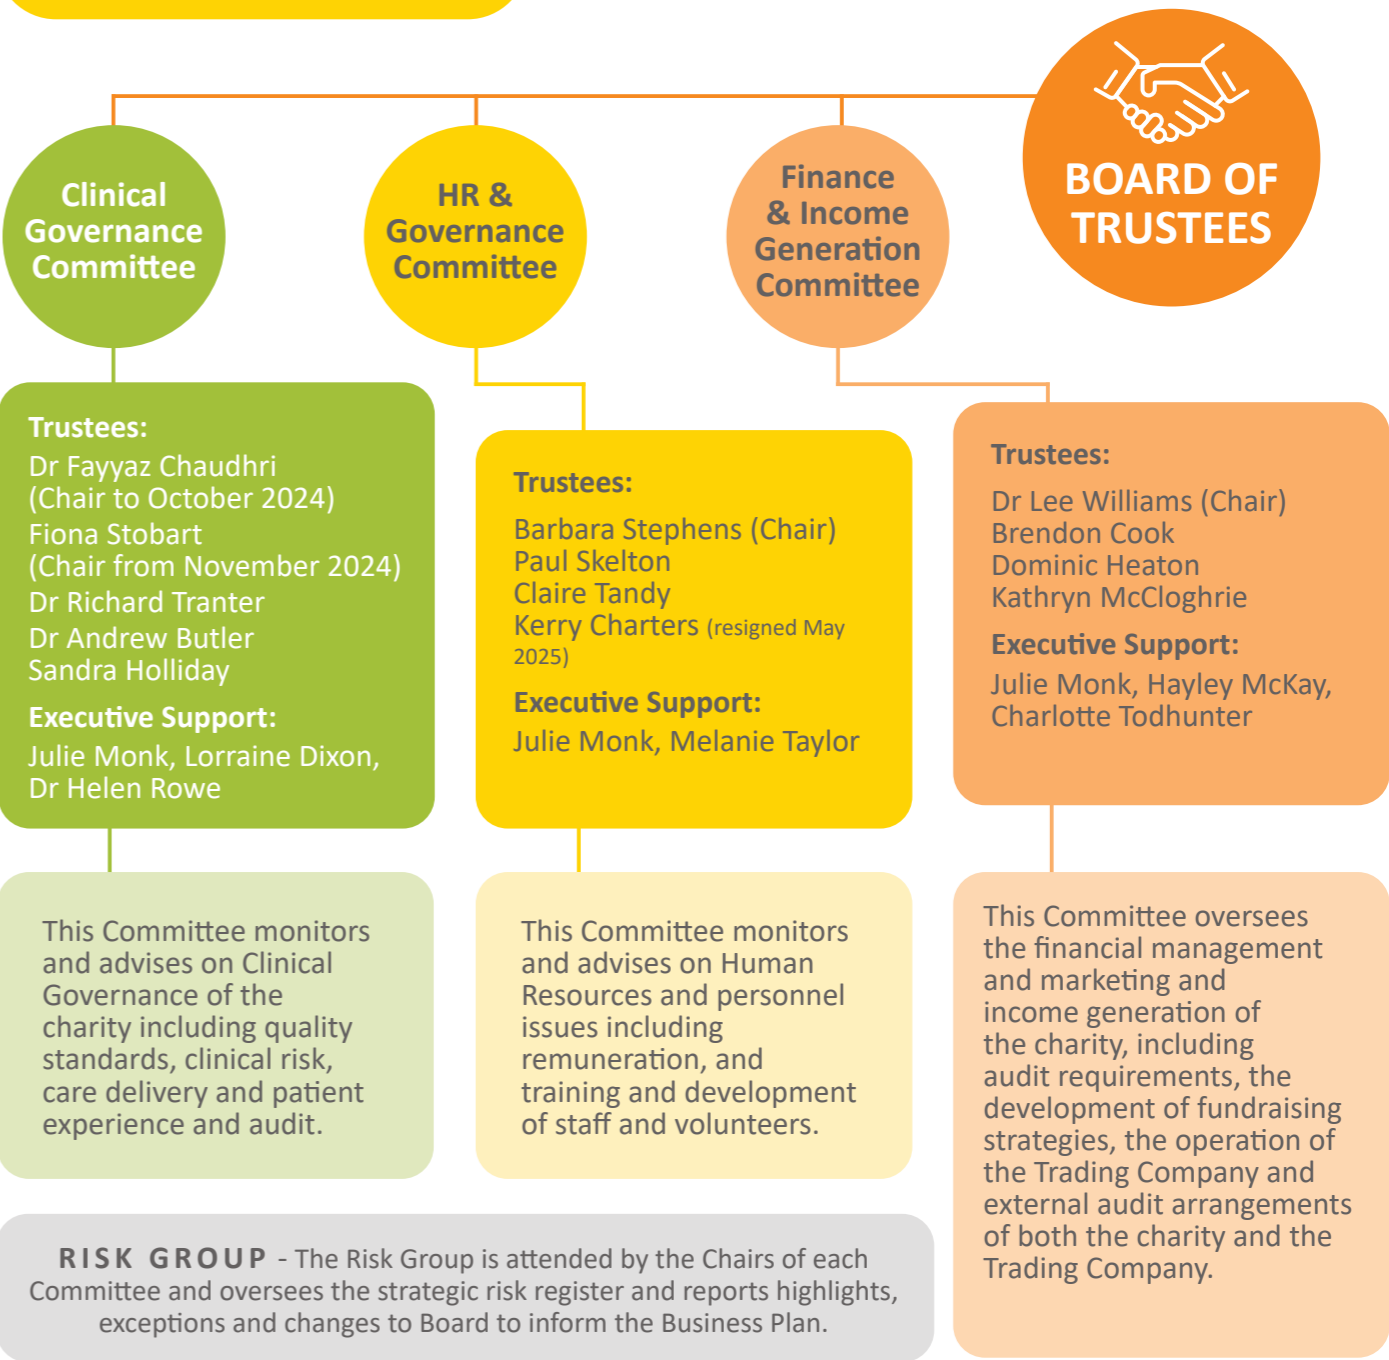 BOARD OF
TRUSTEES
Clinical
Governance
Committee
HR &
Governance
Committee
Finance
& Income
Generation
Committee
Trustees:
Dr Fayyaz Chaudhri
(Chair to October 2024)
Fiona Stobart
(Chair from November 2024)
Dr Richard Tranter
Dr Andrew Butler
Sandra Holliday
Executive Support:
Julie Monk, Lorraine Dixon,
Dr Helen Rowe
Trustees:
Barbara Stephens (Chair)
Paul Skelton
Claire Tandy
Kerry Charters (resigned May
2025)
Executive Support:
Julie Monk, Melanie Taylor
Trustees:
Dr Lee Williams (Chair)
Brendon Cook
Dominic Heaton
Kathryn McCloghrie
Executive Support:
Julie Monk, Hayley McKay,
Charlotte Todhunter
This Committee monitors
and advises on Clinical
Governance of the
charity including quality
standards, clinical risk,
care delivery and patient
experience and audit.
This Committee monitors
and advises on Human
Resources and personnel
issues including
remuneration, and
training and development
of staff and volunteers.
This Committee oversees
the financial management
and marketing and
income generation of
the charity, including
audit requirements, the
development of fundraising
strategies, the operation of
the Trading Company and
external audit arrangements
of both the charity and the
Trading Company.
RISK GROUP - The Risk Group is attended by the Chairs of each
Committee and oversees the strategic risk register and reports highlights,
exceptions and changes to Board to inform the Business Plan.